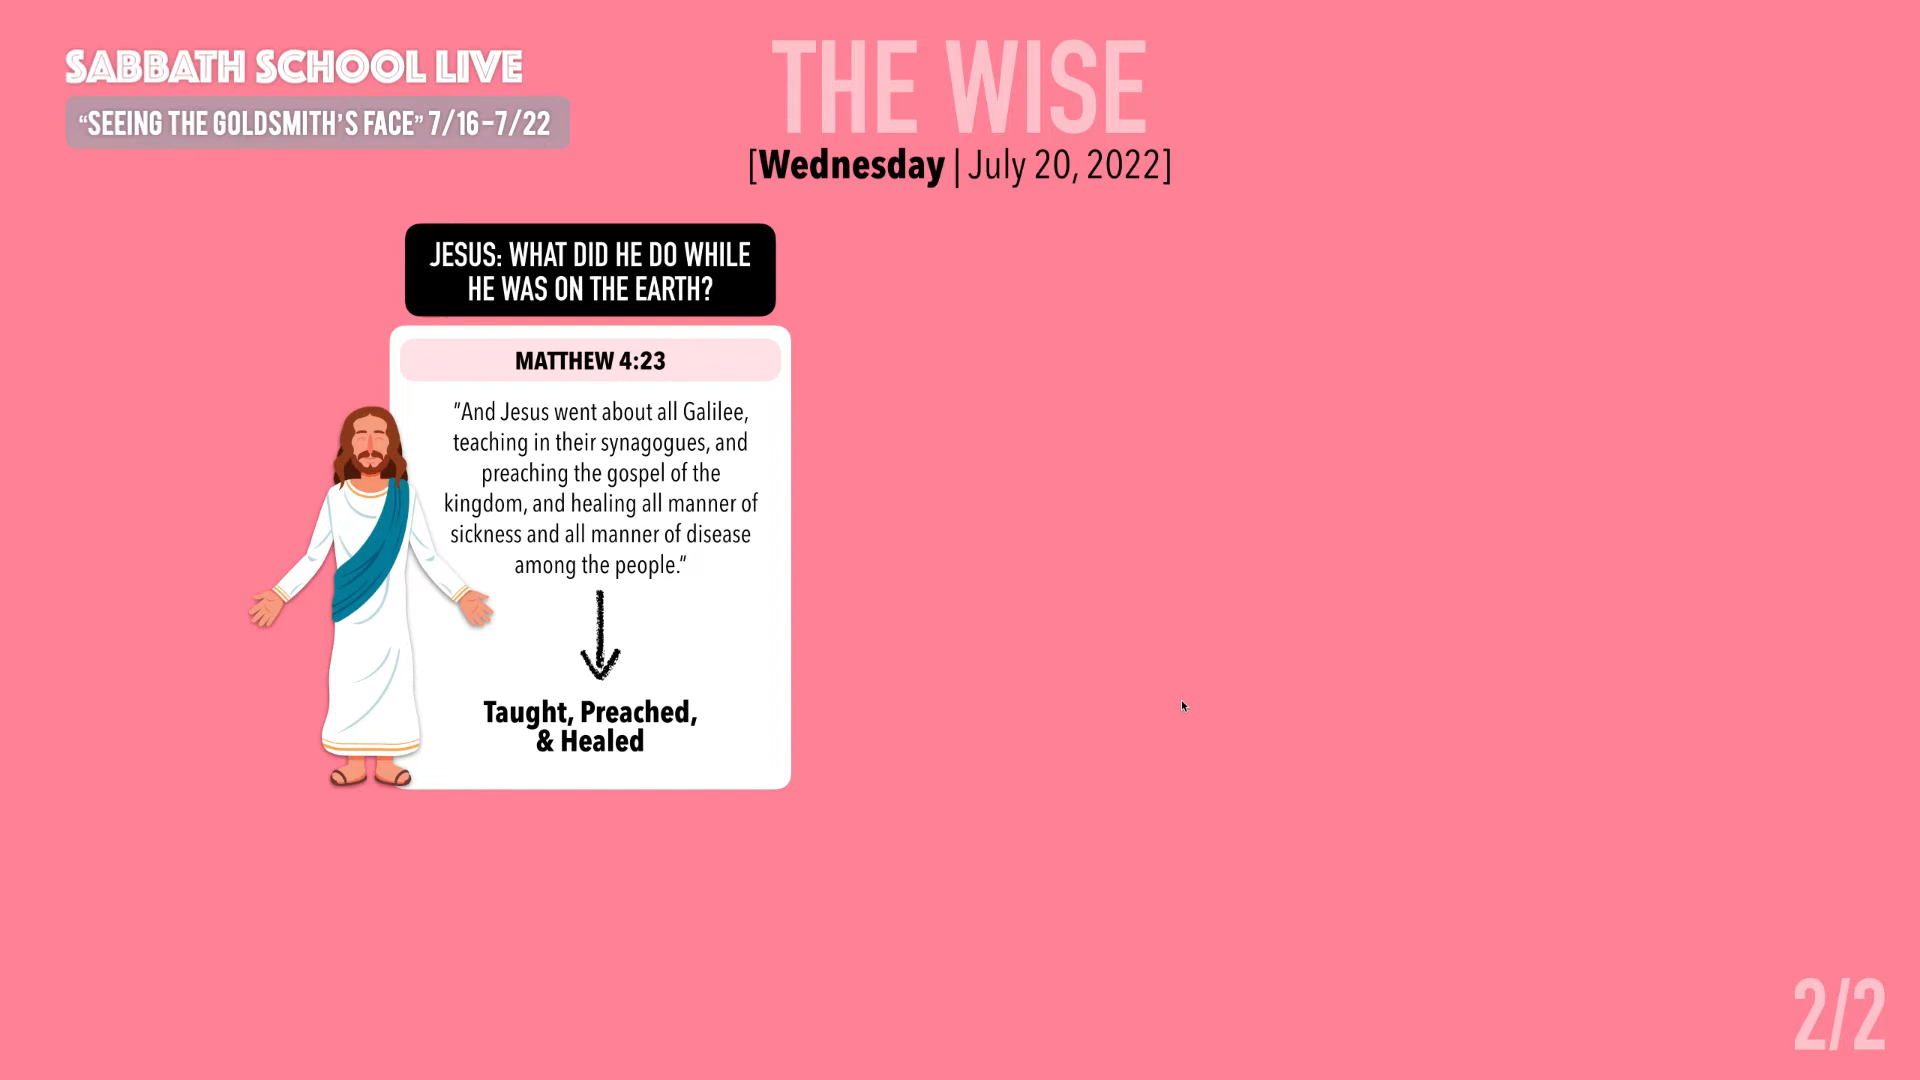 SABBATH SCHOOL LIVE
“SEEING THE GOLDSMITH’S FACE” 7/16–7/22
THE WISE
[Wednesday | July 20, 2022]
JESUS: WHAT DID HE DO WHILE
HE WAS ON THE EARTH?
MATTHEW 4:23
“And Jesus went about all Galilee,
teaching in their synagogues, and
preaching the gospel of the
kingdom, and healing all manner of
sickness and all manner of disease
among the people.”
Taught, Preached,
& Healed
2/2